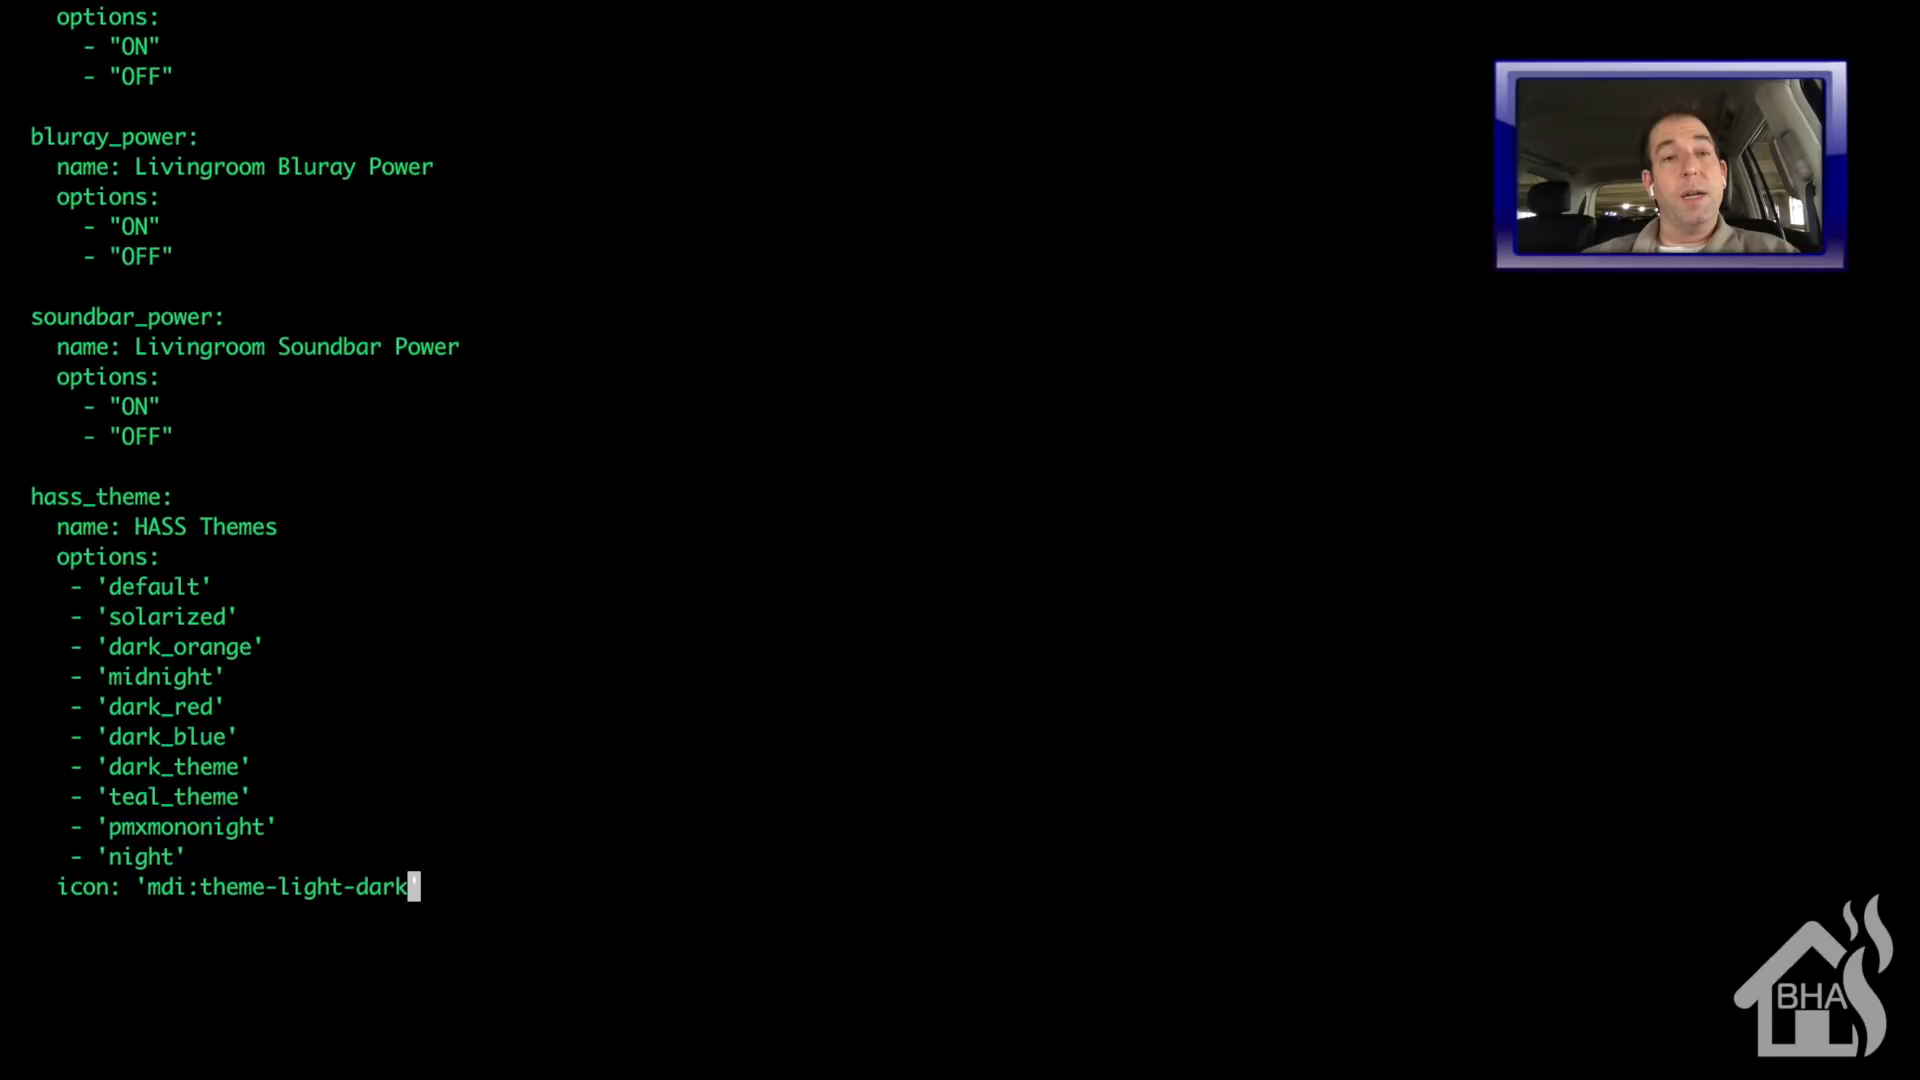 options:
- "ON"
- "OFF"
bluray_power:
name: Livingroom Bluray Power
options:
- "ON"
- "OFF"
soundbar_power:
name: Livingroom Soundbar Power
options:
- "ON"
- "OFF"
hass_theme:
name: HASS Themes
options:
- 'default'
- 'solarized'
- 'dark_orange'
- 'midnight'
- 'dark_red'
- 'dark_blue'
- 'dark_theme'
- 'teal_theme'
- 'pmxmononight'
- 'night'
icon: 'mdi:theme-light-dark'
BHA